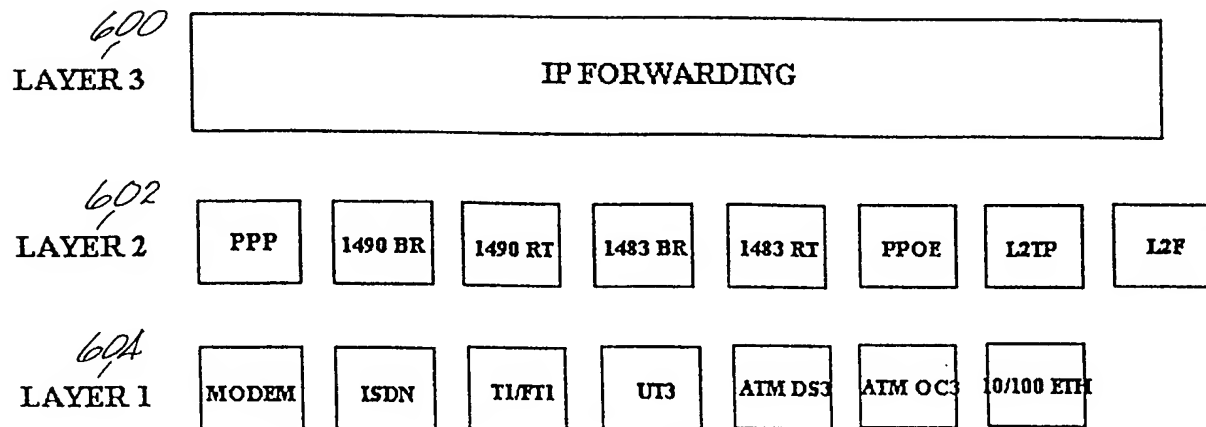 600
LAYER 3
IP FORWARDING
602
LAYER 2
PPP
1490 BR
1490 RT
1483 BR
1483 RT
PPOE
L2TP
L2F
604
LAYER 1
MODEM
ISDN
T1/FT1
UT3
ATM DS3
ATM OC3
10/100 ETH